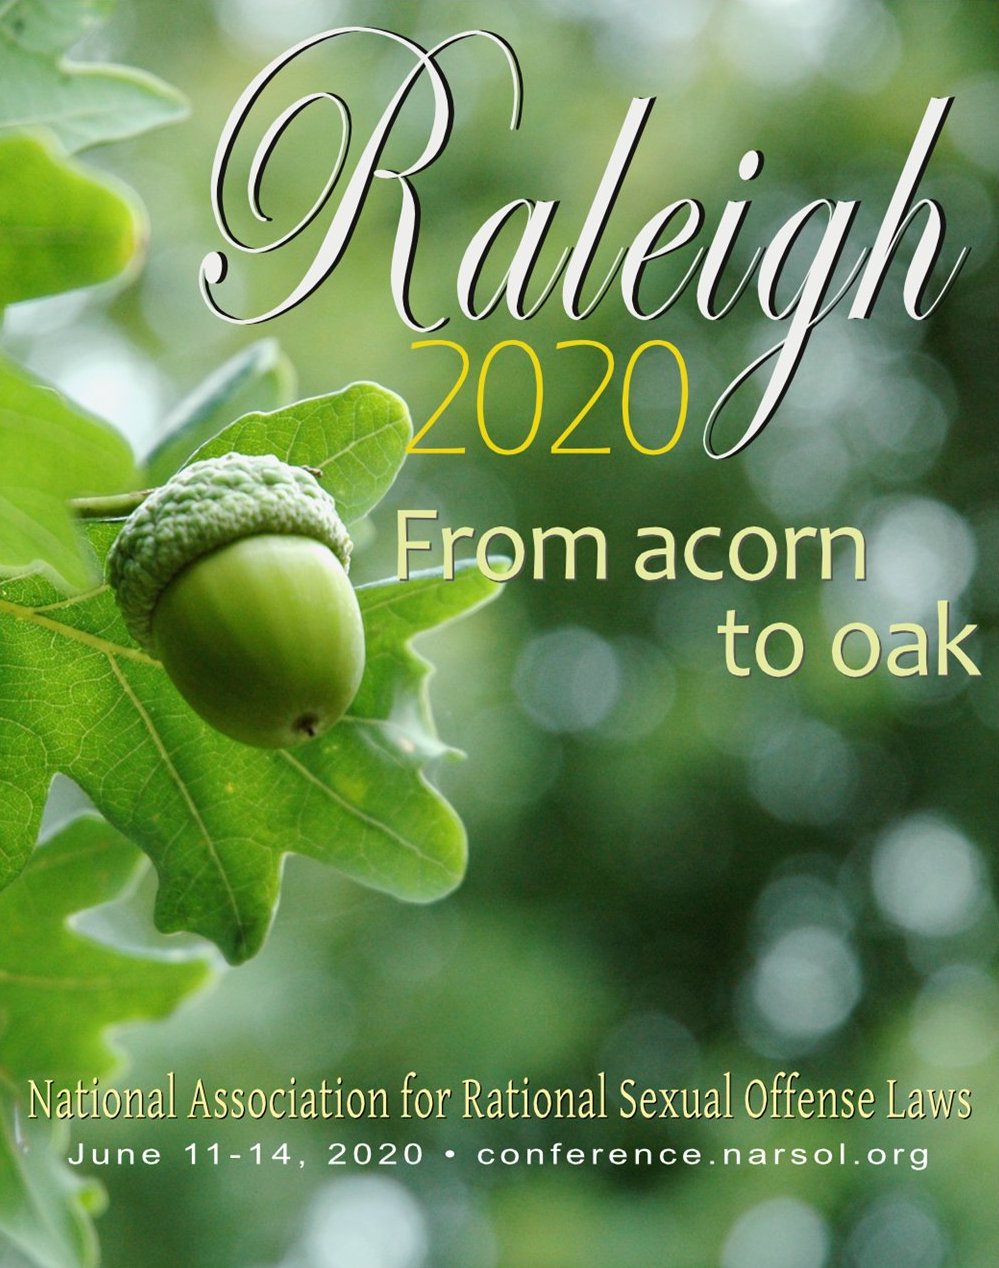 Raleigh
2020
From acorn
to oak
National Association for Rational Sexual Offense Laws
June 11-14, 2020 • conference.narsol.org